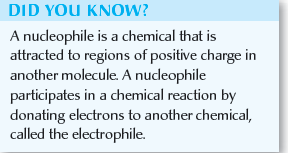 DID YOU KNOW?
A nucleophile is a chemical that is
attracted to regions of positive charge in
another molecule. A nucleophile
participates in a chemical reaction by
donating electrons to another chemical,
called the electrophile.